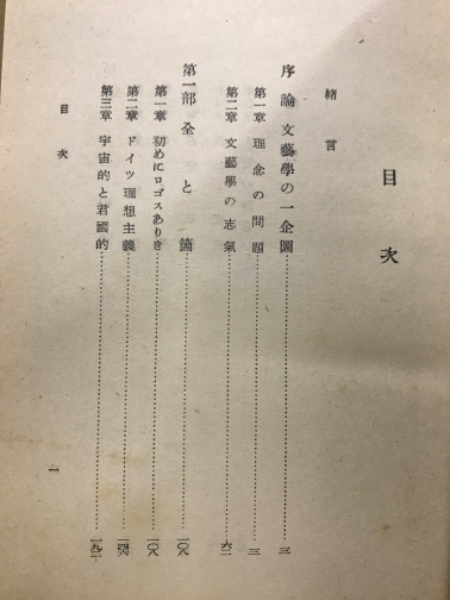 目次
緒言
序論 文藝學の一企圖……三
第一章 理念の問題……三
第二章 文藝學の志氣……六二
第一部 全と箇……一〇八
第一章 初めにロゴスありき……一〇八
第二章 ドイツ理想主義……一四六
第三章 宇宙的と君國的……一九二
目次
一